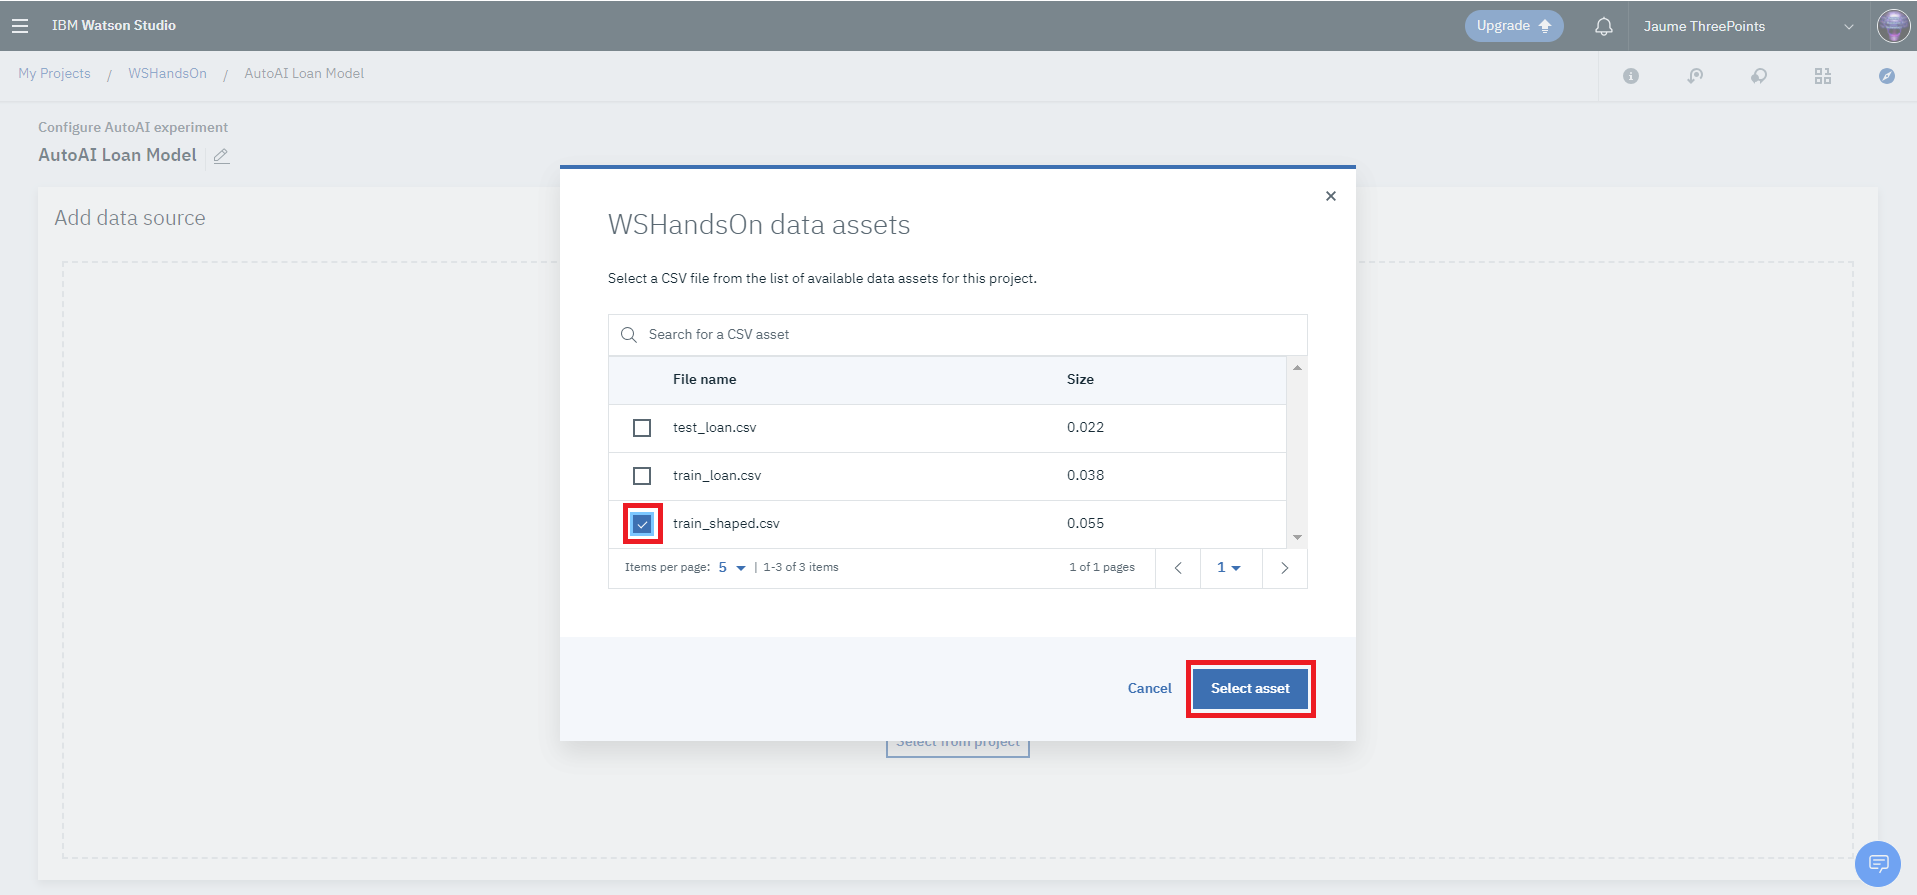 IBM Watson Studio
Upgrade
Jaume ThreePoints
My Projects / WSHandsOn / AutoAI Loan Model
Configure AutoAI experiment
AutoAI Loan Model
Add data source
WSHandsOn data assets
Select a CSV file from the list of available data assets for this project.
Search for a CSV asset
File name Size
test_loan.csv 0.022
train_loan.csv 0.038
train_shaped.csv 0.055
Items per page: 5 | 1-3 of 3 items 1 of 1 pages 1
Cancel Select asset
Select from project